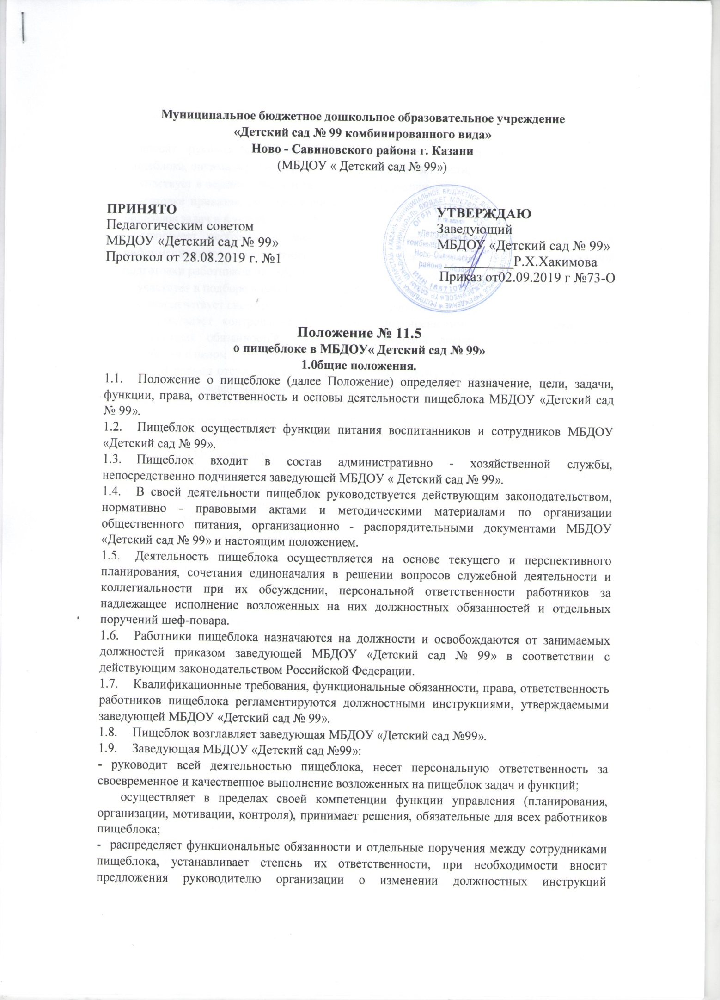 Муниципальное бюджетное дошкольное образовательное учреждение
«Детский сад № 99 комбинированного вида»
Ново - Савиновского района г. Казани
(МБДОУ « Детский сад № 99»)
ПРИНЯТО
Педагогическим советом
МБДОУ «Детский сад № 99»
Протокол от 28.08.2019 г. №1
УТВЕРЖДАЮ
Заведующий
МБДОУ «Детский сад № 99»
__________Р.Х.Хакимова
Приказ от02.09.2019 г №73-О
Положение № 11.5
о пищеблоке в МБДОУ« Детский сад № 99»
1.0бщие положения.
1.1. Положение о пищеблоке (далее Положение) определяет назначение, цели, задачи,
функции, права, ответственность и основы деятельности пищеблока МБДОУ «Детский сад
№ 99».
1.2. Пищеблок осуществляет функции питания воспитанников и сотрудников МБДОУ
«Детский сад № 99».
1.3. Пищеблок входит в состав административно - хозяйственной службы,
непосредственно подчиняется заведующей МБДОУ « Детский сад № 99».
1.4. В своей деятельности пищеблок руководствуется действующим законодательством,
нормативно - правовыми актами и методическими материалами по организации
общественного питания, организационно - распорядительными документами МБДОУ
«Детский сад № 99» и настоящим положением.
1.5. Деятельность пищеблока осуществляется на основе текущего и перспективного
планирования, сочетания единоначалия в решении вопросов служебной деятельности и
коллегиальности при их обсуждении, персональной ответственности работников за
надлежащее исполнение возложенных на них должностных обязанностей и отдельных
поручений шеф-повара.
1.6. Работники пищеблока назначаются на должности и освобождаются от занимаемых
должностей приказом заведующей МБДОУ «Детский сад № 99» в соответствии с
действующим законодательством Российской Федерации.
1.7. Квалификационные требования, функциональные обязанности, права, ответственность
работников пищеблока регламентируются должностными инструкциями, утверждаемыми
заведующей МБДОУ «Детский сад № 99».
1.8. Пищеблок возглавляет заведующая МБДОУ «Детский сад №99».
1.9. Заведующая МБДОУ «Детский сад №99»:
- руководит всей деятельностью пищеблока, несет персональную ответственность за
своевременное и качественное выполнение возложенных на пищеблок задач и функций;
осуществляет в пределах своей компетенции функции управления (планирования,
организации, мотивации, контроля), принимает решения, обязательные для всех работников
пищеблока;
- распределяет функциональные обязанности и отдельные поручения между сотрудниками
пищеблока, устанавливает степень их ответственности, при необходимости вносит
предложения руководителю организации о изменении должностных инструкций